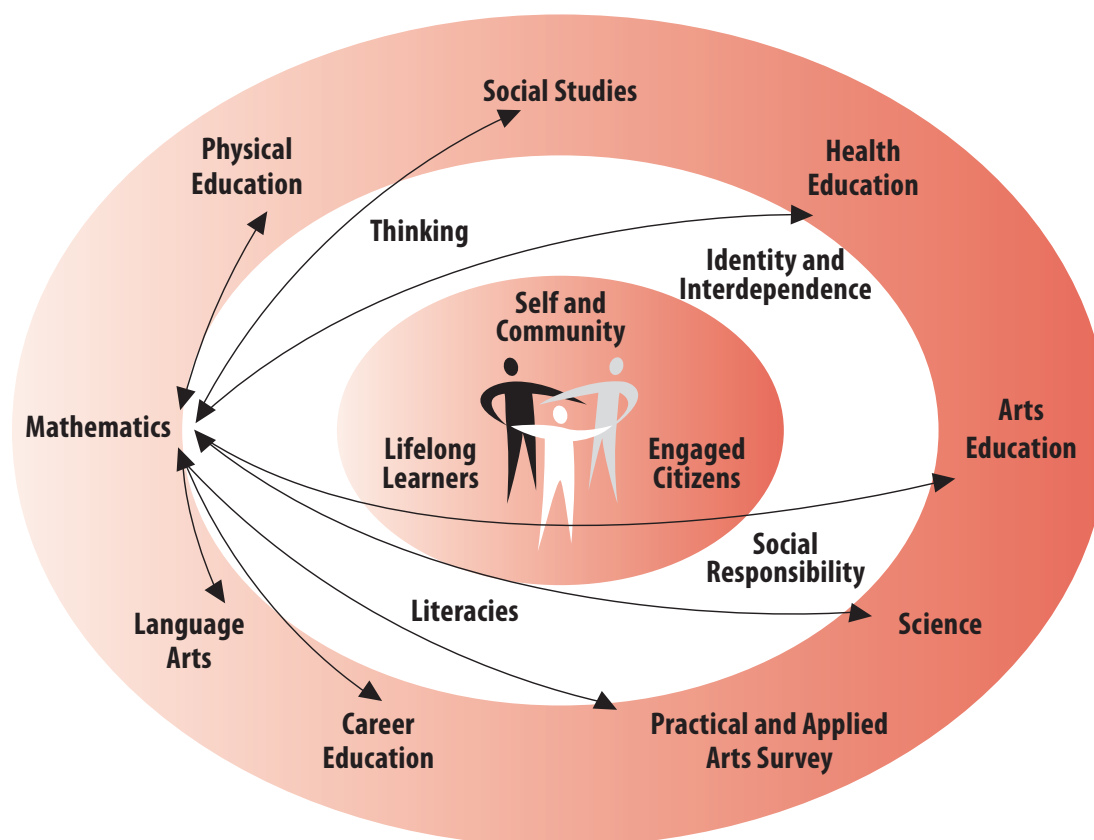 Social Studies
Physical
Education
Health
Education
Thinking
Identity and
Interdependence
Self and
Community
Mathematics
Lifelong
Learners
Engaged
Citizens
Arts
Education
Social
Responsibility
Literacies
Language
Arts
Science
Career
Education
Practical and Applied
Arts Survey